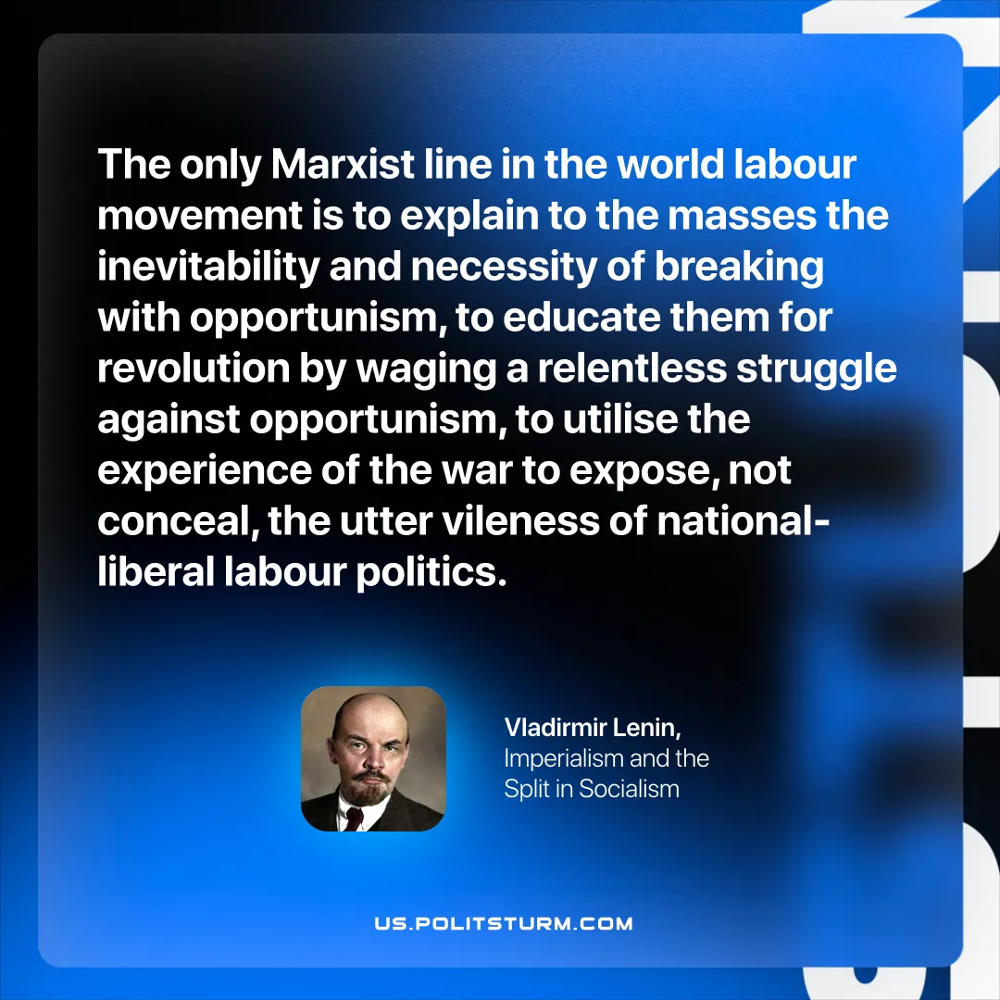 The only Marxist line in the world labour
movement is to explain to the masses the
inevitability and necessity of breaking
with opportunism, to educate them for
revolution by waging a relentless struggle
against opportunism, to utilise the
experience of the war to expose, not
conceal, the utter vileness of national-
liberal labour politics.
Vladirmir Lenin,
Imperialism and the
Split in Socialism
US.POLITSTURM.COM